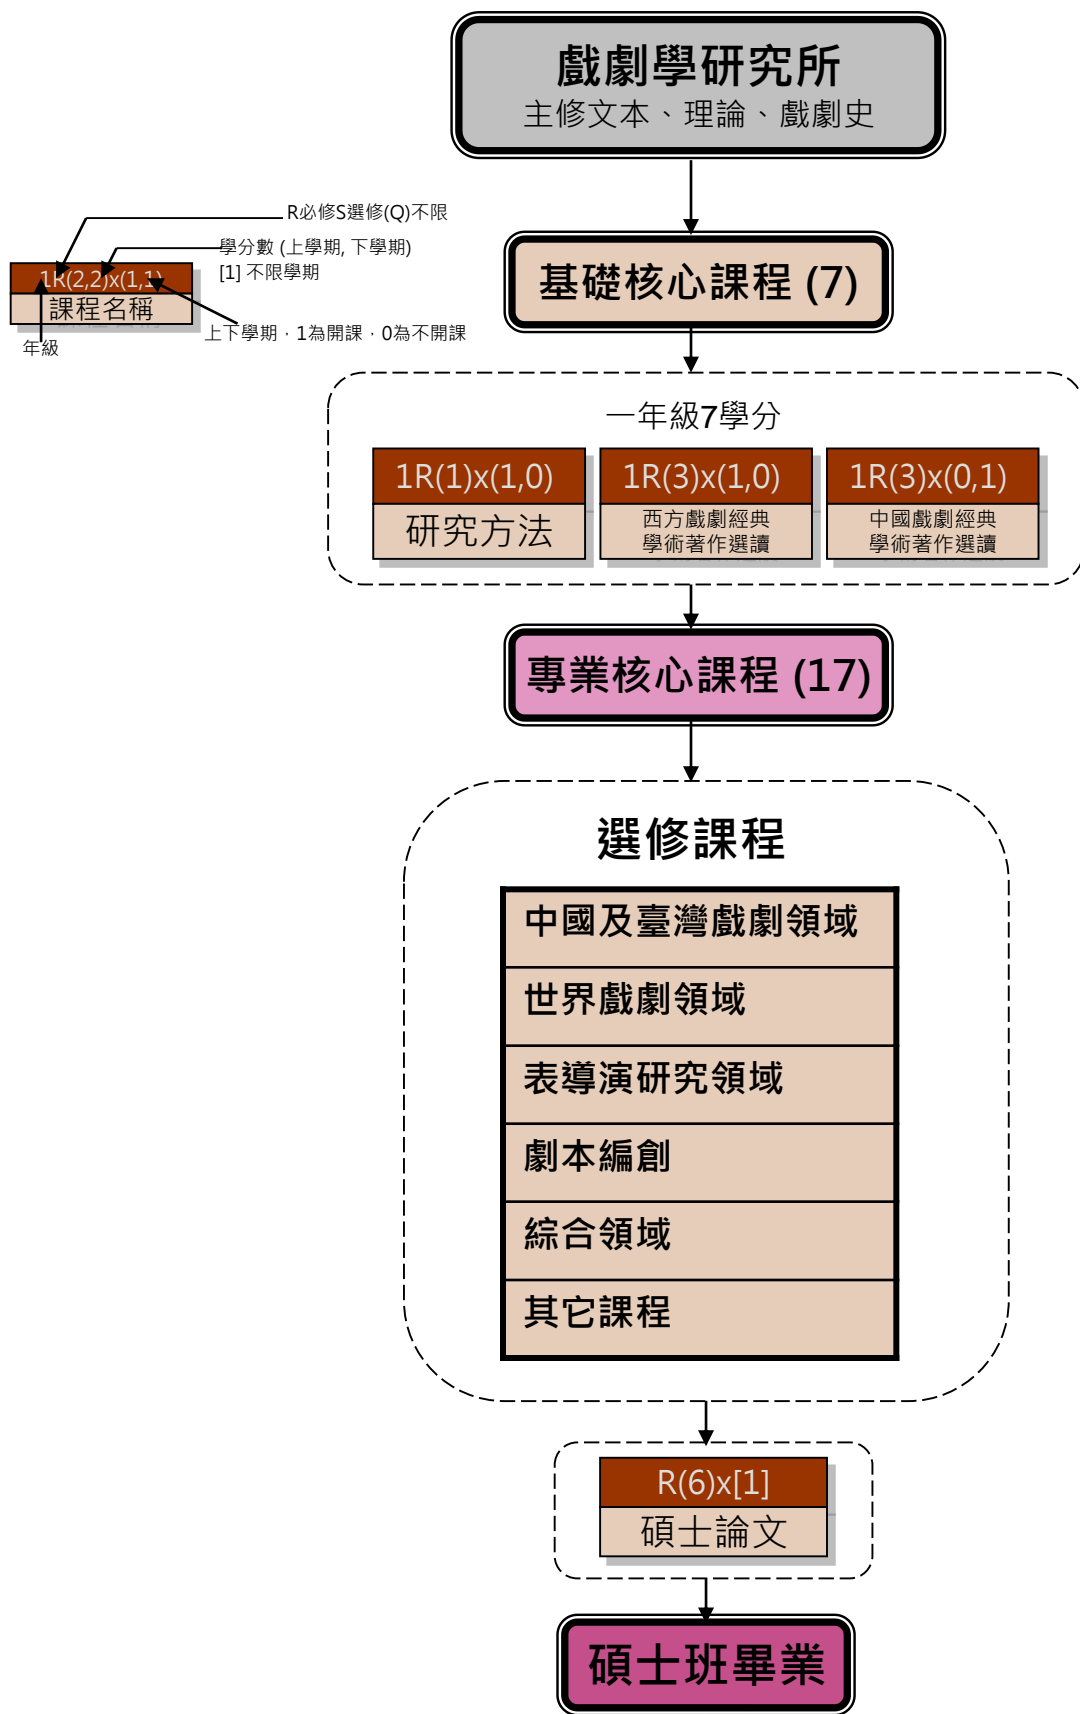 戲劇學研究所
主修文本、理論、戲劇史
R必修S選修(Q)不限
學分數 (上學期, 下學期)
[1] 不限學期
1R(2,2)x(1,1)
課程名稱
上下學期，1為開課，0為不開課
年級
基礎核心課程 (7)
一年級7學分
1R(1)x(1,0)
研究方法
1R(3)x(1,0)
西方戲劇經典
學術著作選讀
1R(3)x(0,1)
中國戲劇經典
學術著作選讀
專業核心課程 (17)
選修課程
中國及臺灣戲劇領域
世界戲劇領域
表導演研究領域
劇本編創
綜合領域
其它課程
R(6)x[1]
碩士論文
碩士班畢業